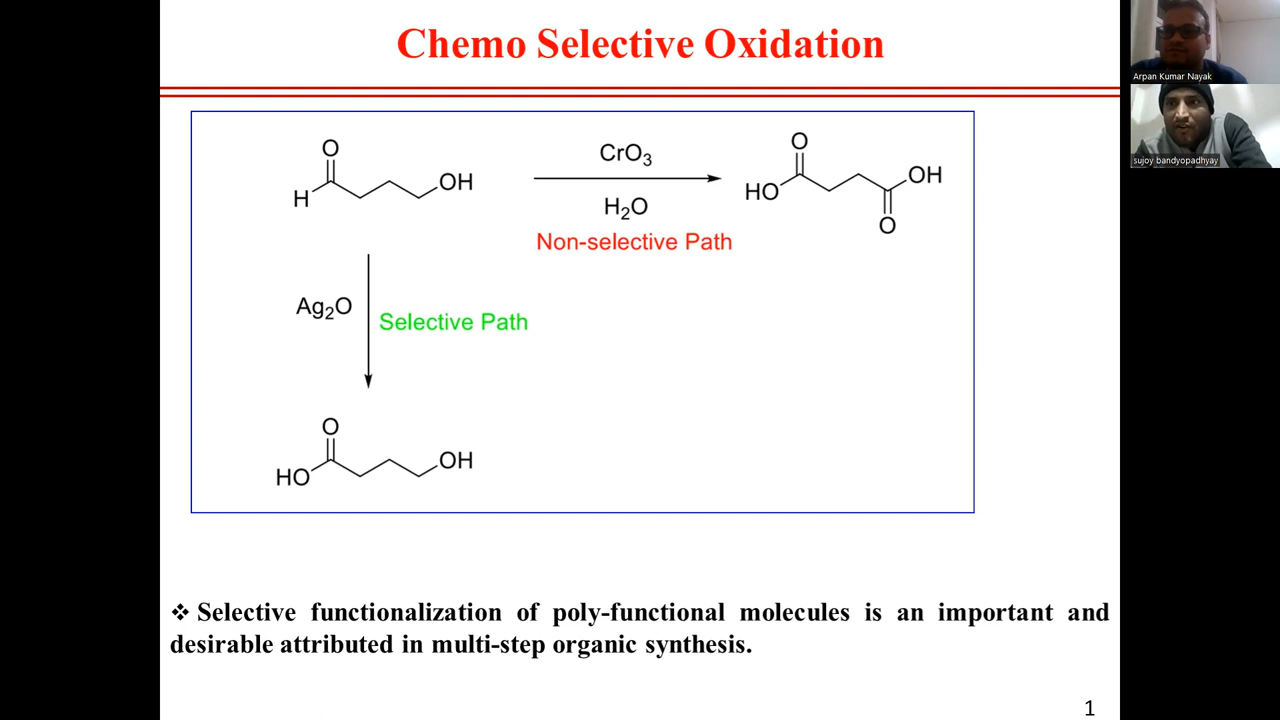 Chemo Selective Oxidation
Arpan Kumar Nayak
sujoy bandyopadhyay
O
H
OH
CrO3
H2O
Non-selective Path
O
HO
OH
O
Ag2O
Selective Path
O
HO
OH
❖ Selective functionalization of poly-functional molecules is an important and
desirable attributed in multi-step organic synthesis.
1